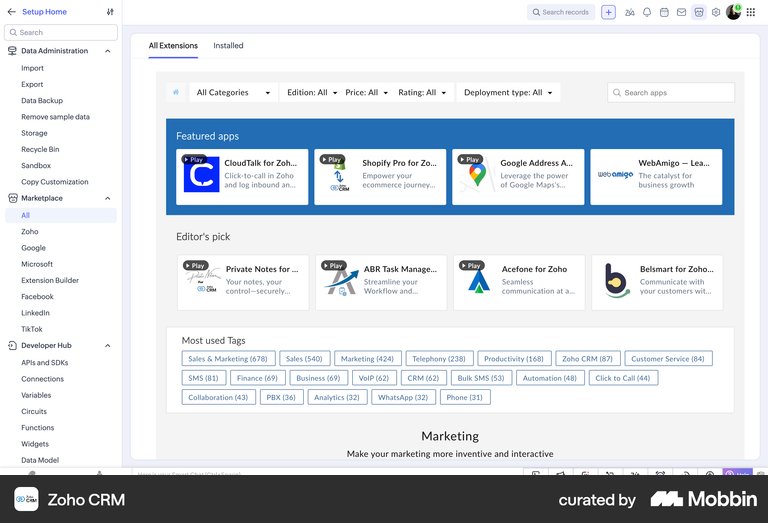 Setup Home
Search records
Search
Data Administration
Import
Export
Data Backup
Remove sample data
Storage
Recycle Bin
Sandbox
Copy Customization
Marketplace
All
Zoho
Google
Microsoft
Extension Builder
Facebook
LinkedIn
TikTok
Developer Hub
APIs and SDKs
Connections
Variables
Circuits
Functions
Widgets
Data Model
All Extensions Installed
All Categories Edition: All Price: All Rating: All Deployment type: All Search apps
Featured apps
Play
CloudTalk for Zoh...
Click-to-call in Zoho
and log inbound an...
Play
Shopify Pro for Zo...
Empower your
ecommerce journey...
Play
Google Address A...
Leverage the power
of Google Maps's...
webamigo
WebAmigo — Lea...
The catalyst for
business growth
Editor's pick
Play
Private Notes for ...
Your notes, your
control—securely...
Play
ABR Task Manage...
Streamline your
Workflow and...
Play
Acefone for Zoho
Seamless
communication at a...
Belsmart for Zoho...
Communicate with
your customers wit...
Most used Tags
Sales & Marketing (678) Sales (540) Marketing (424) Telephony (238) Productivity (168) Zoho CRM (87) Customer Service (84)
SMS (81) Finance (69) Business (69) VoIP (62) CRM (62) Bulk SMS (53) Automation (48) Click to Call (44)
Collaboration (43) PBX (36) Analytics (32) WhatsApp (32) Phone (31)
Marketing
Make your marketing more inventive and interactive
Zoho CRM
curated by Mobbin